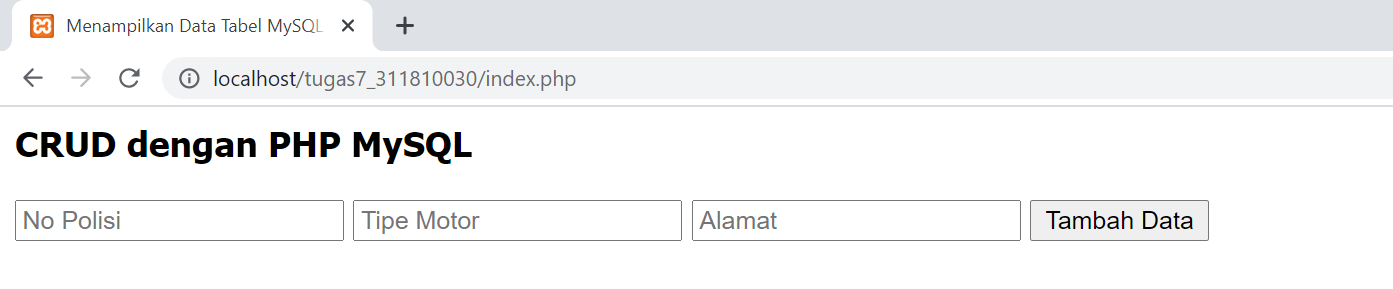 Menampilkan Data Tabel MySQL
localhost/tugas7_311810030/index.php
CRUD dengan PHP MySQL
No Polisi Tipe Motor Alamat Tambah Data